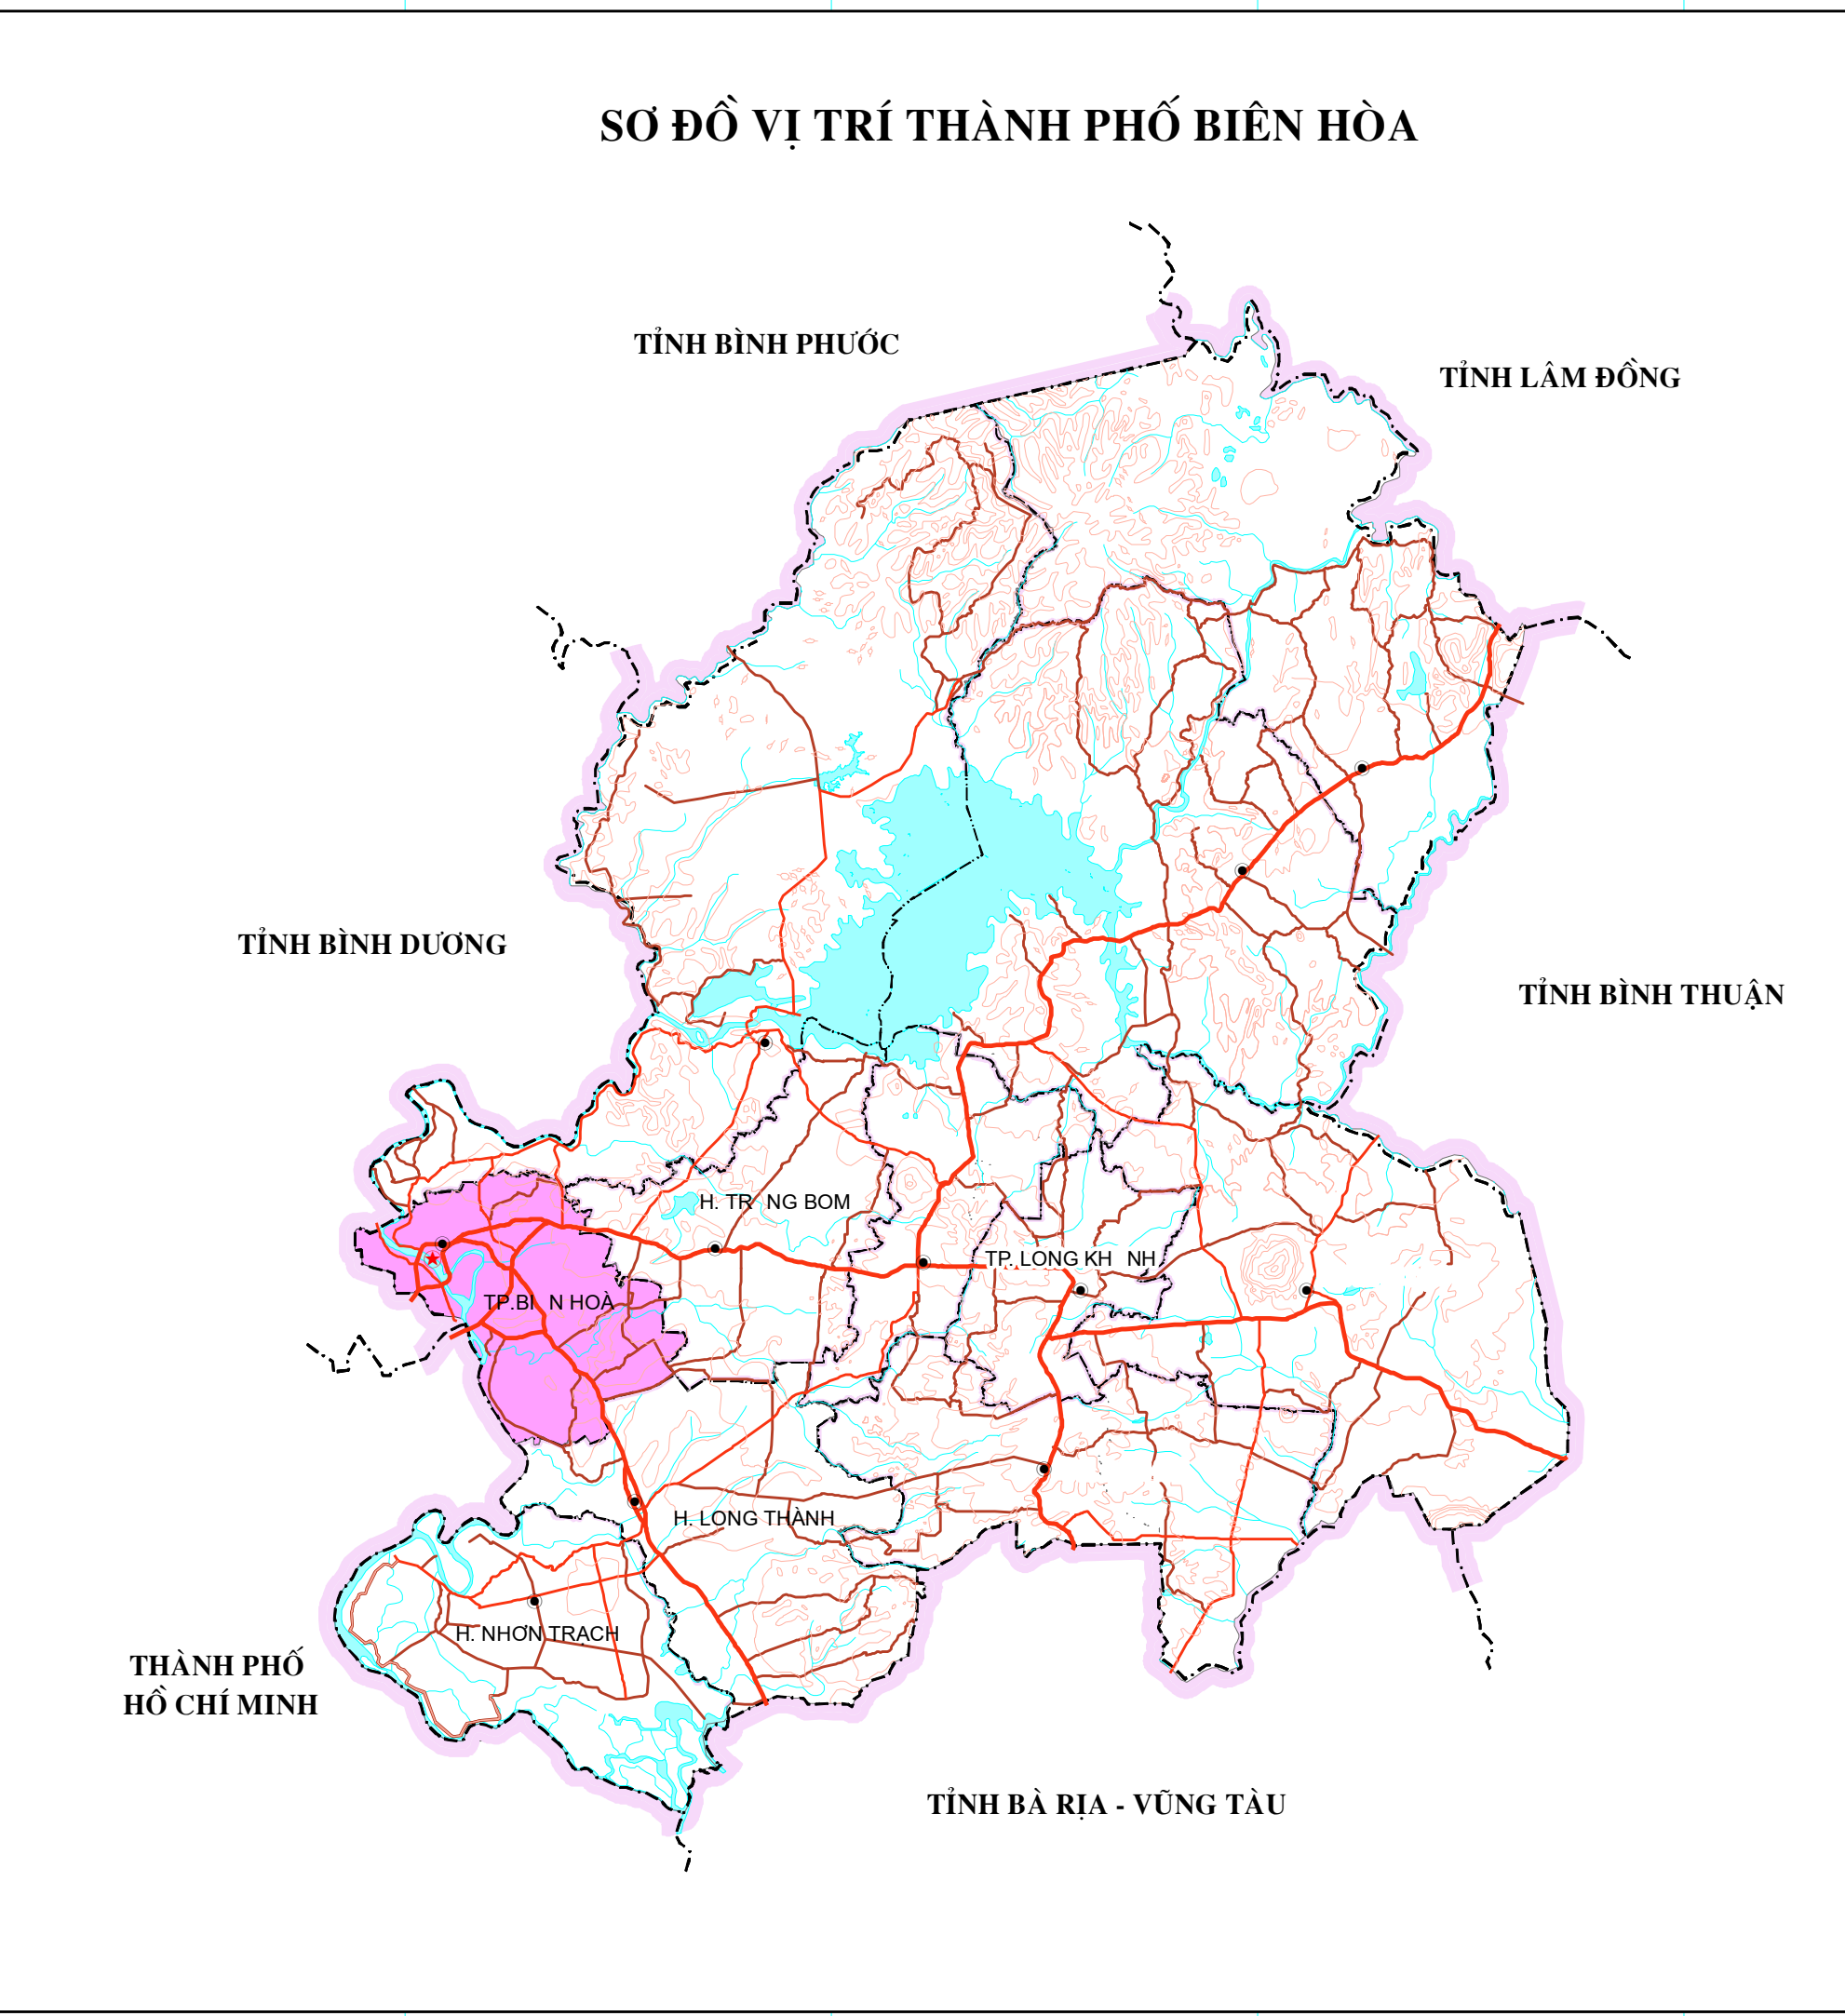 SƠ ĐỒ VỊ TRÍ THÀNH PHỐ BIÊN HÒA
TỈNH BÌNH PHƯỚC
TỈNH LÂM ĐỒNG
TỈNH BÌNH DƯƠNG
TỈNH BÌNH THUẬN
H. TR NG BOM
TP. LONG KH NH
TP.BI N HOÀ
H. LONG THÀNH
H. NHƠN TRẠCH
THÀNH PHỐ
HỒ CHÍ MINH
TỈNH BÀ RỊA - VŨNG TÀU